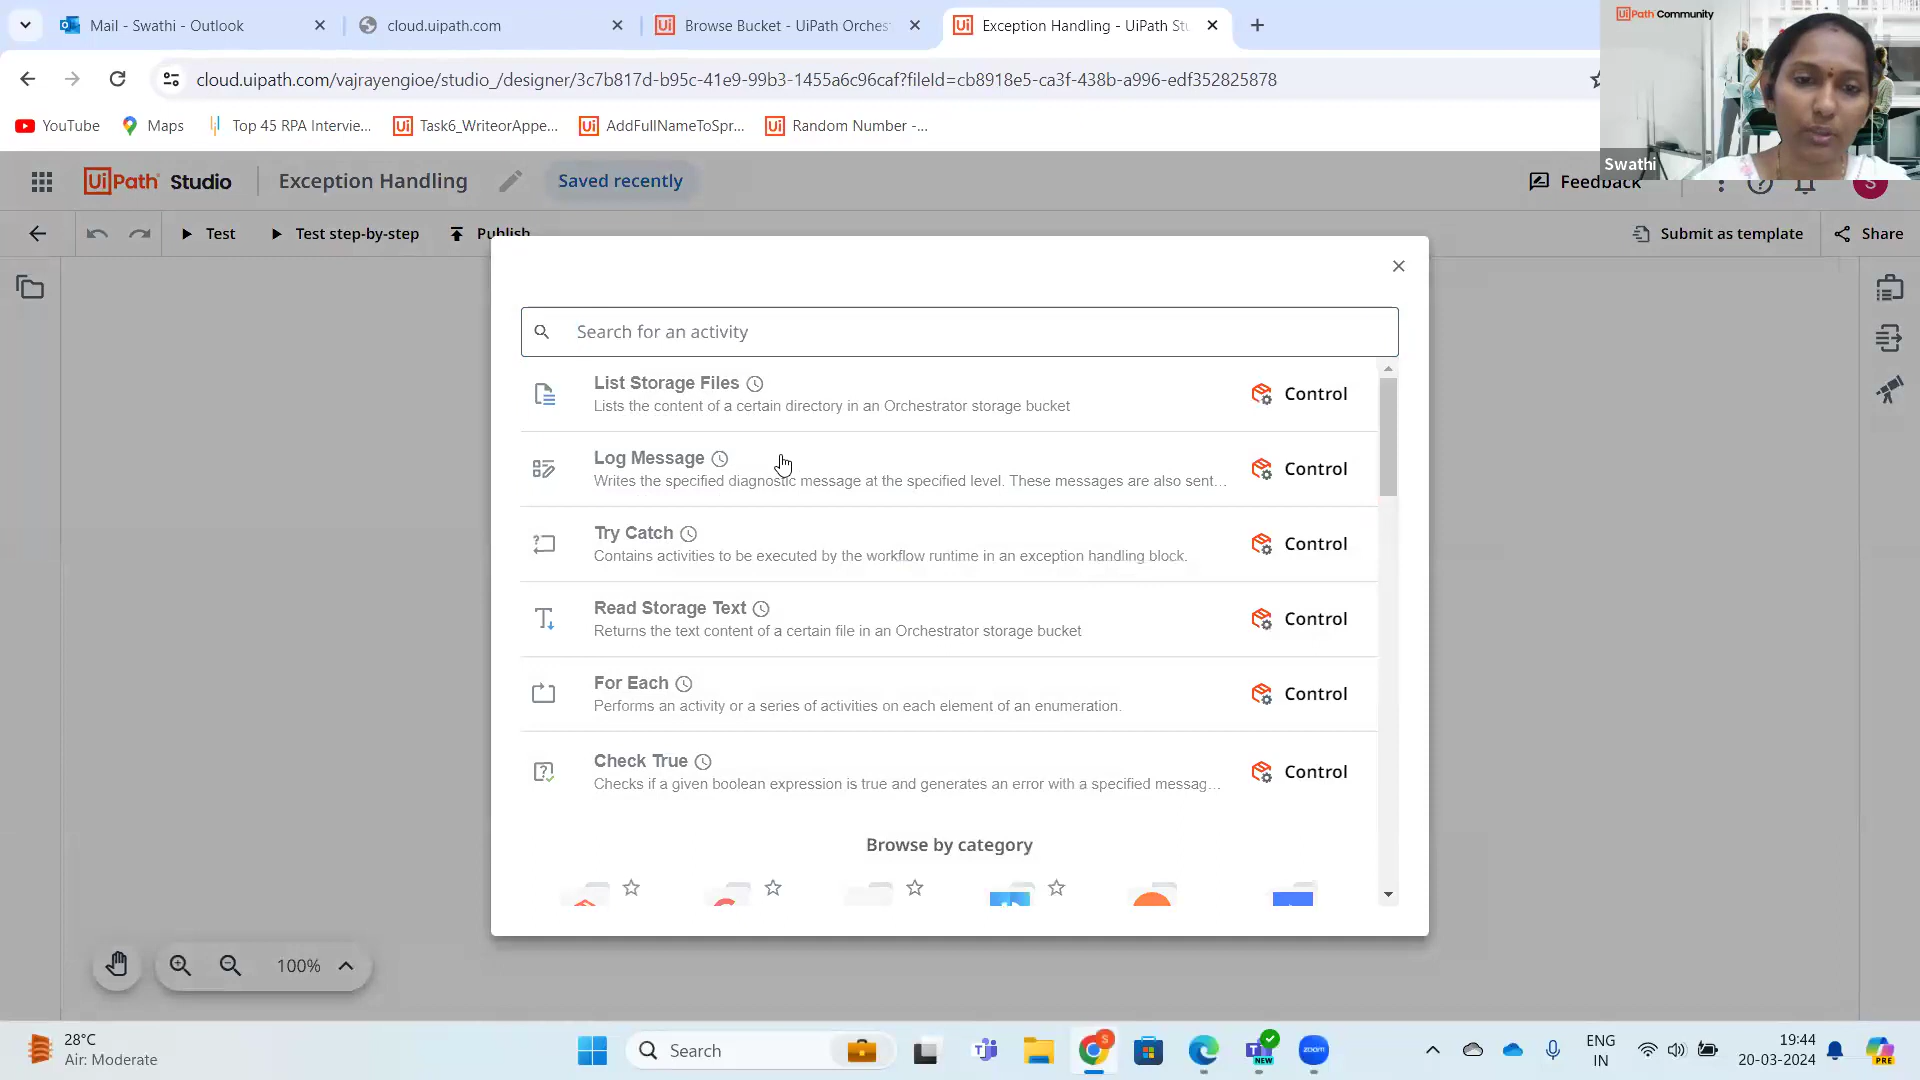 Mail - Swathi - Outlook
cloud.uipath.com
Browse Bucket - UiPath Orches
Exception Handling - UiPath Stu
cloud.uipath.com/vajrayengioe/studio_/designer/3c7b817d-b95c-41e9-99b3-1455a6c96caf?fileId=cb8918e5-ca3f-438b-a996-edf352825878
YouTube
Maps
Top 45 RPA Intervie...
Task6_WriteorAppe...
AddFullNameToSpr...
Random Number -...
UiPath Community
Swathi
UiPath Studio
Exception Handling
Saved recently
Feedback
S
Test
Test step-by-step
Publish
Submit as template
Share
Search for an activity
List Storage Files
Lists the content of a certain directory in an Orchestrator storage bucket
Control
Log Message
Writes the specified diagnostic message at the specified level. These messages are also sent...
Control
Try Catch
Contains activities to be executed by the workflow runtime in an exception handling block.
Control
Read Storage Text
Returns the text content of a certain file in an Orchestrator storage bucket
Control
For Each
Performs an activity or a series of activities on each element of an enumeration.
Control
Check True
Checks if a given boolean expression is true and generates an error with a specified messag...
Control
Browse by category
100%
28°C
Air: Moderate
Search
S
NEW
zoom
ENG
IN
19:44
20-03-2024
PRE